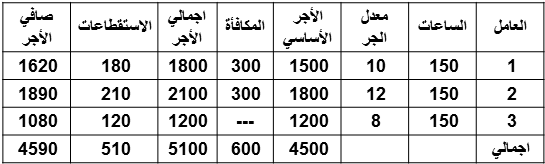 العامل | الساعات | معدل الجر | الأجر الأساسي | المكافأة | اجمالي الأجر | الاستقطاعات | صافي الأجر
1 | 150 | 10 | 1500 | 300 | 1800 | 180 | 1620
2 | 150 | 12 | 1800 | 300 | 2100 | 210 | 1890
3 | 150 | 8 | 1200 | --- | 1200 | 120 | 1080
اجمالي | | | 4500 | 600 | 5100 | 510 | 4590